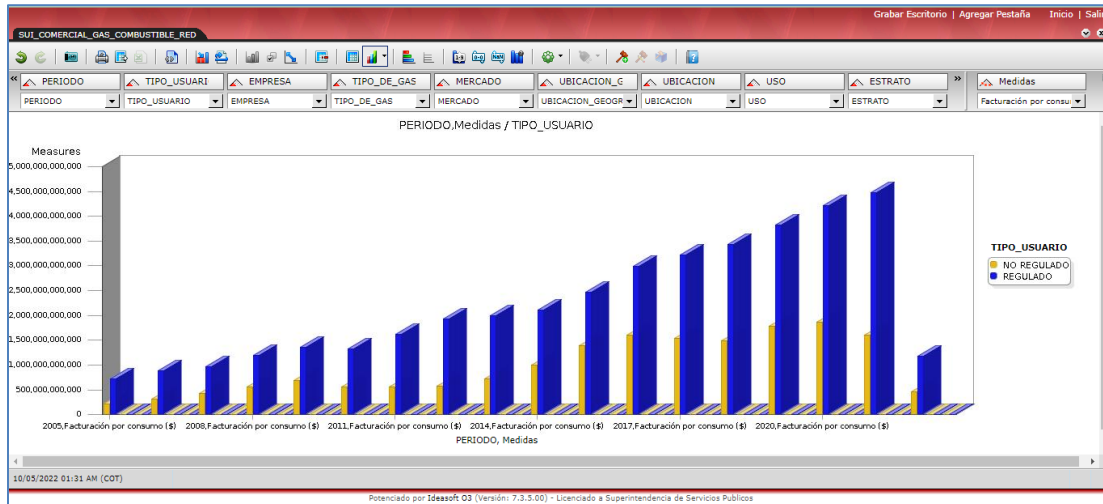 Grabar Escritorio | Agregar Pestaña Inicio |
SUI_COMERCIAL_GAS_COMBUSTIBLE_RED
PERIODO TIPO_USUARI EMPRESA TIPO_DE_GAS MERCADO UBICACION_G UBICACION USO ESTRATO Medidas
PERIODO TIPO_USUARIO EMPRESA TIPO_DE_GAS MERCADO UBICACION_GEOGR UBICACION USO ESTRATO Facturación por consu
PERIODO,Medidas / TIPO_USUARIO
Measures
5,000,000,000,000
4,500,000,000,000
4,000,000,000,000
3,500,000,000,000
3,000,000,000,000
2,500,000,000,000
2,000,000,000,000
1,500,000,000,000
1,000,000,000,000
500,000,000,000
0
TIPO_USUARIO
NO REGULADO
REGULADO
2005,Facturación por consumo ($) 2008,Facturación por consumo ($) 2011,Facturación por consumo ($) 2014,Facturación por consumo ($) 2017,Facturación por consumo ($) 2020,Facturación por consumo ($)
PERIODO, Medidas
10/05/2022 01:31 AM (COT)
Potenciado por Ideasoft O3 (Versión: 7.3.5.00) - Licenciado a Superintendencia de Servicios Publicos